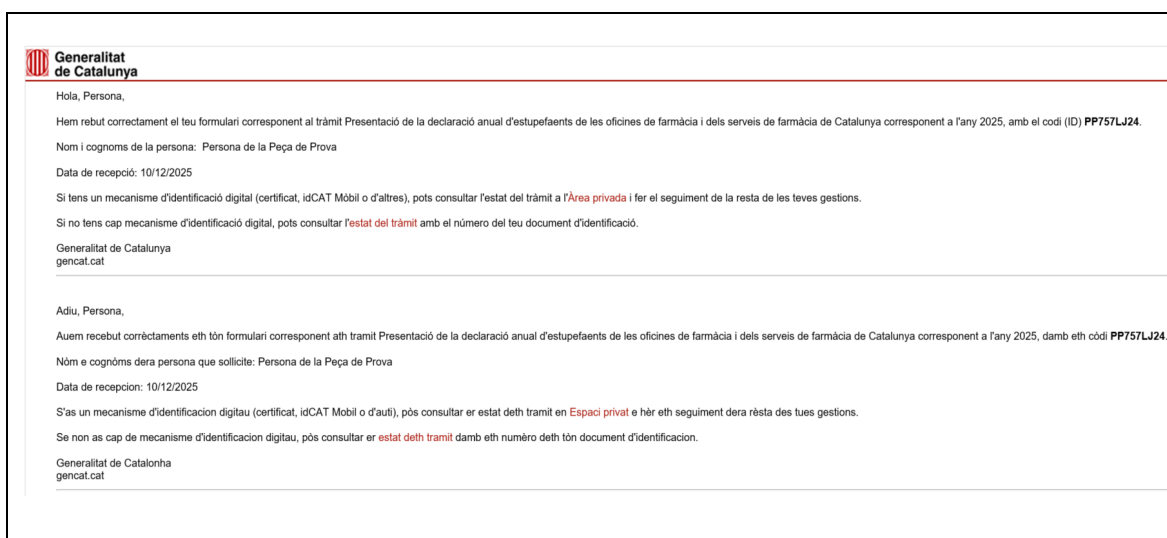 Generalitat
de Catalunya
Hola, Persona,
Hem rebut correctament el teu formulari corresponent al tràmit Presentació de la declaració anual d'estupefaents de les oficines de farmàcia i dels serveis de farmàcia de Catalunya corresponent a l'any 2025, amb el codi (ID) PP757LJ24.
Nom i cognoms de la persona: Persona de la Peça de Prova
Data de recepció: 10/12/2025
Si tens un mecanisme d'identificació digital (certificat, idCAT Mòbil o d'altres), pots consultar l'estat del tràmit a l'Àrea privada i fer el seguiment de la resta de les teves gestions.
Si no tens cap mecanisme d'identificació digital, pots consultar l'estat del tràmit amb el número del teu document d'identificació.
Generalitat de Catalunya
gencat.cat
Adiu, Persona,
Auem recebut corrèctaments eth tòn formulari corresponent ath tramit Presentació de la declaració anual d'estupefaents de les oficines de farmàcia i dels serveis de farmàcia de Catalunya corresponent a l'any 2025, damb eth còdi PP757LJ24.
Nòm e cognòms dera persona que sollicite: Persona de la Peça de Prova
Data de recepcion: 10/12/2025
S'as un mecanisme d'identificacion digitau (certificat, idCAT Mobil o d'auti), pòs consultar er estat deth tramit en Espaci privat e hèr eth seguiment dera rèsta des tues gestions.
Se non as cap de mecanisme d'identificacion digitau, pòs consultar er estat deth tramit damb eth numèro deth tòn document d'identificacion.
Generalitat de Catalonha
gencat.cat